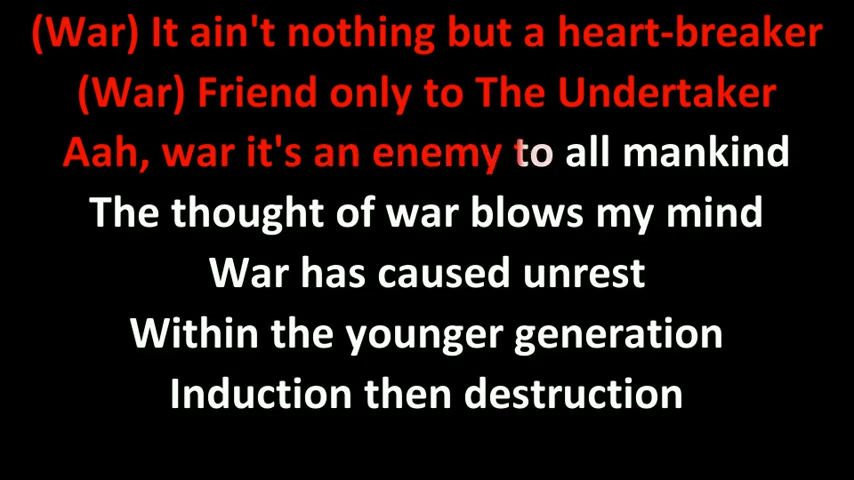 (War) It ain't nothing but a heart-breaker
(War) Friend only to The Undertaker
Aah, war it's an enemy to all mankind
The thought of war blows my mind
War has caused unrest
Within the younger generation
Induction then destruction